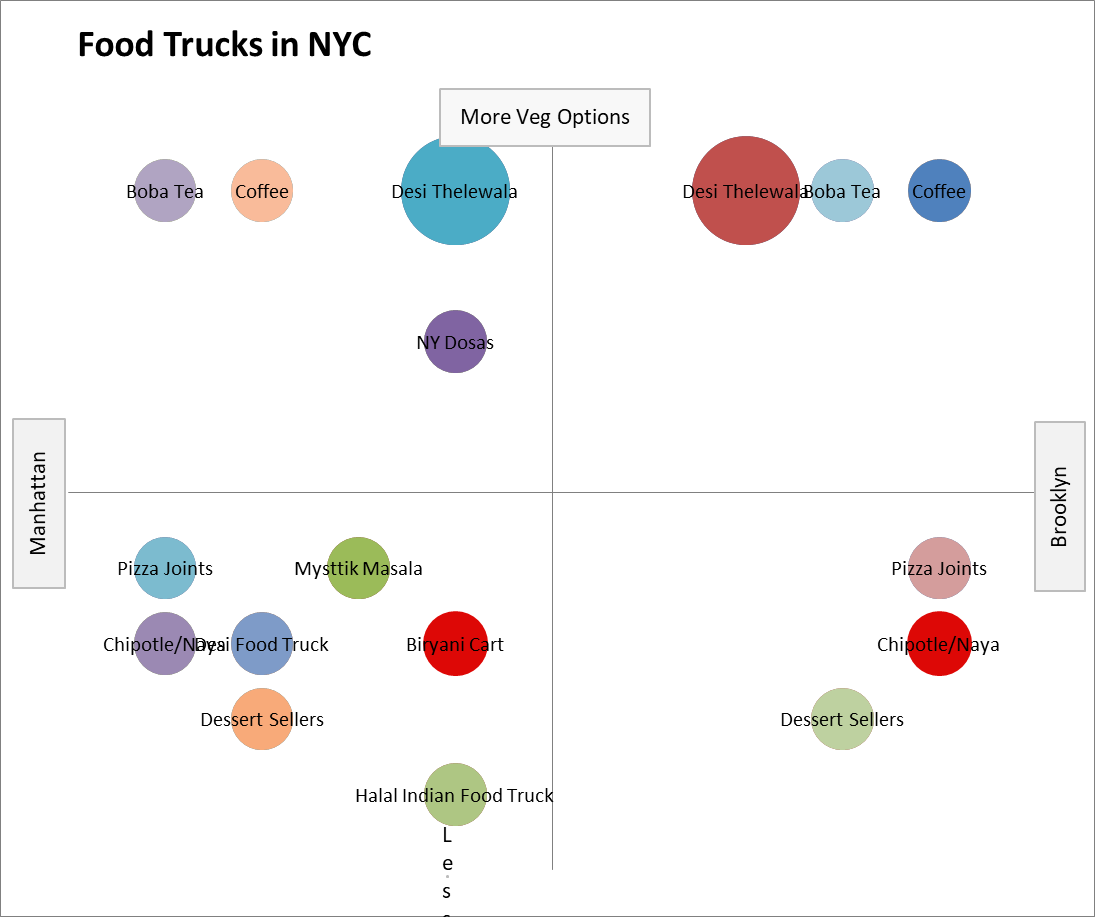 Food Trucks in NYC
More Veg Options
Boba Tea
Coffee
Desi Thelewala
Desi Thelewala
Boba Tea
Coffee
NY Dosas
Manhattan
Brooklyn
Pizza Joints
Mysttik Masala
Pizza Joints
Chipotle/Naya
Desi Food Truck
Biryani Cart
Chipotle/Naya
Dessert Sellers
Dessert Sellers
Halal Indian Food Truck
L
e
s